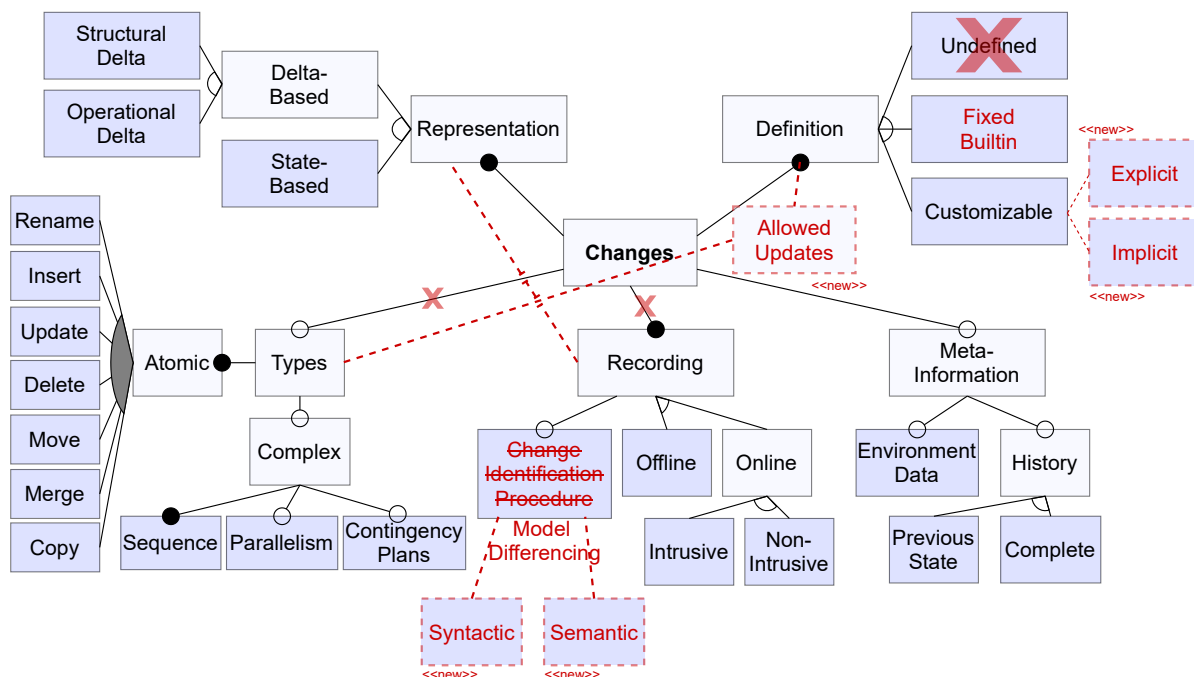 Structural
Delta
Operational
Delta
Delta-
Based
State-
Based
Representation
Definition
Undefined
Fixed
Builtin
Customizable
<<new>>
Explicit
Implicit
<<new>>
Changes
Allowed
Updates
<<new>>
Rename
Insert
Update
Delete
Move
Merge
Copy
Atomic
Types
Complex
Sequence
Parallelism
Contingency
Plans
X
X
X
Recording
Change
Identification
Procedure
Model
Differencing
Syntactic
<<new>>
Semantic
<<new>>
Offline
Online
Intrusive
Non-
Intrusive
Meta-
Information
Environment
Data
History
Previous
State
Complete